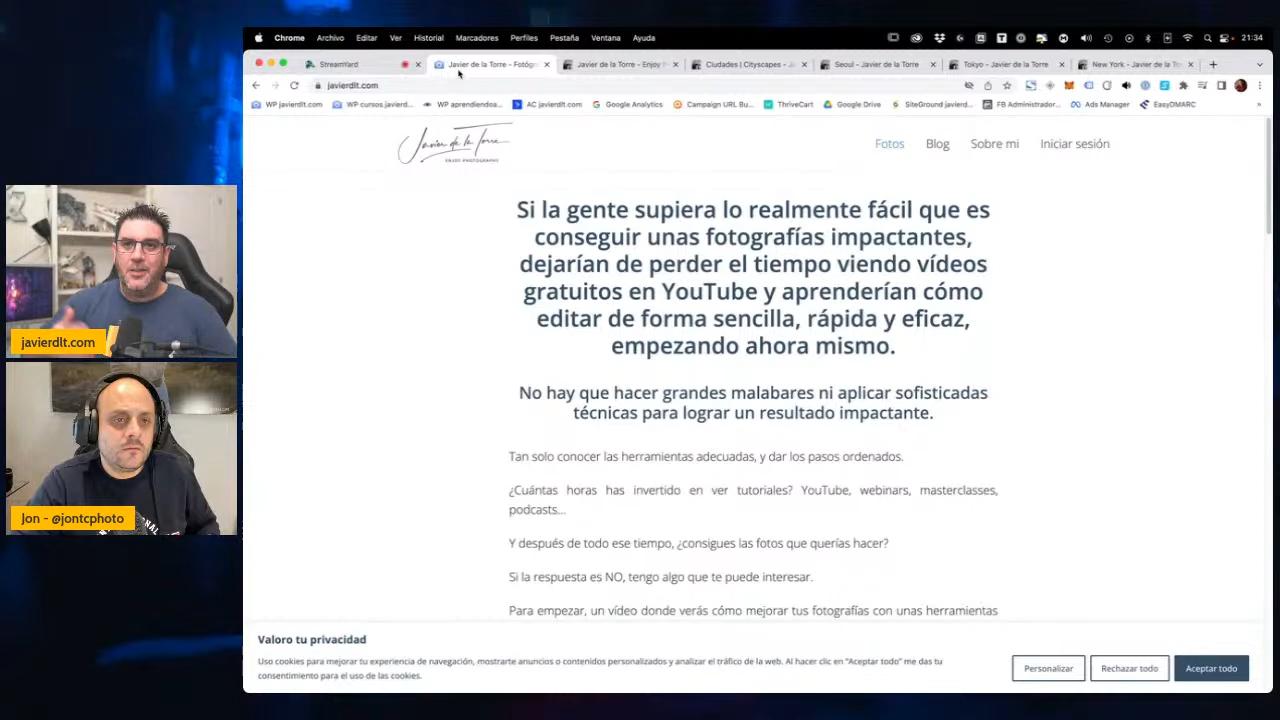 Chrome Archivo Editar Ver Historial Marcadores Perfiles Pestaña Ventana Ayuda
21:34
StreamYard
Javier de la Torre - Fotógr
Javier de la Torre - Enjoy
Ciudades | Cityscapes - J
Seoul - Javier de la Torre
Tokyo - Javier de la Torre
New York - Javier de la To
javierdlt.com
WP javierdlt.com
WP cursos.javierd...
WP aprendiendoa...
AC javierdlt.com
Google Analytics
Campaign URL Bu...
ThriveCart
Google Drive
SiteGround javierd...
FB Administrador...
Ads Manager
EasyDMARC
Javier de la Torre
ENJOY PHOTOGRAPHY
Fotos Blog Sobre mi Iniciar sesión
Si la gente supiera lo realmente fácil que es
conseguir unas fotografías impactantes,
dejarían de perder el tiempo viendo vídeos
gratuitos en YouTube y aprenderían cómo
editar de forma sencilla, rápida y eficaz,
empezando ahora mismo.
No hay que hacer grandes malabares ni aplicar sofisticadas
técnicas para lograr un resultado impactante.
Tan solo conocer las herramientas adecuadas, y dar los pasos ordenados.
¿Cuántas horas has invertido en ver tutoriales? YouTube, webinars, masterclasses,
podcasts...
Y después de todo ese tiempo, ¿consigues las fotos que querías hacer?
Si la respuesta es NO, tengo algo que te puede interesar.
Para empezar, un vídeo donde verás cómo mejorar tus fotografías con unas herramientas
Valoro tu privacidad
Uso cookies para mejorar tu experiencia de navegación, mostrarte anuncios o contenidos personalizados y analizar el tráfico de la web. Al hacer clic en "Aceptar todo" me das tu
consentimiento para el uso de las cookies.
Personalizar
Rechazar todo
Aceptar todo
javierdlt.com
Jon - @jontcphoto